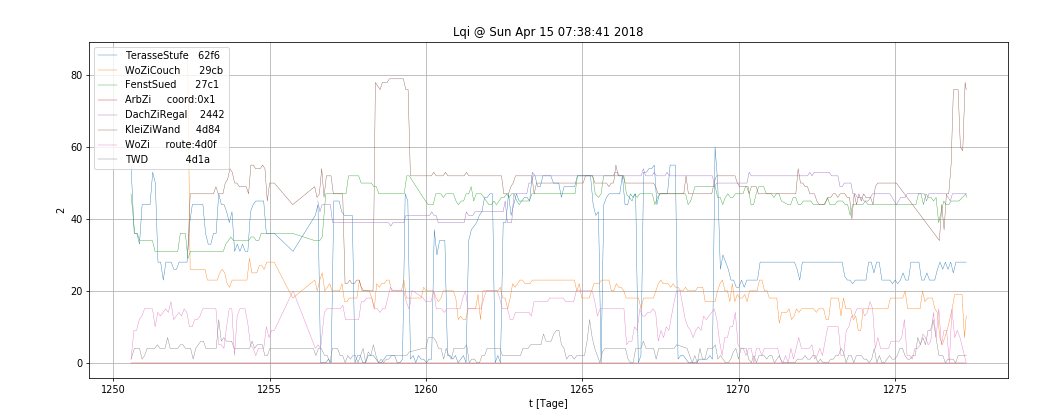 Lqi @ Sun Apr 15 07:38:41 2018
TerasseStufe 62f6
WoZiCouch 29cb
FenstSued 27c1
ArbZi coord:0x1
DachZiRegal 2442
KleiZiWand 4d84
WoZi route:4d0f
TWD 4d1a
80
60
40
20
0
2
1250 1255 1260 1265 1270 1275
t [Tage]